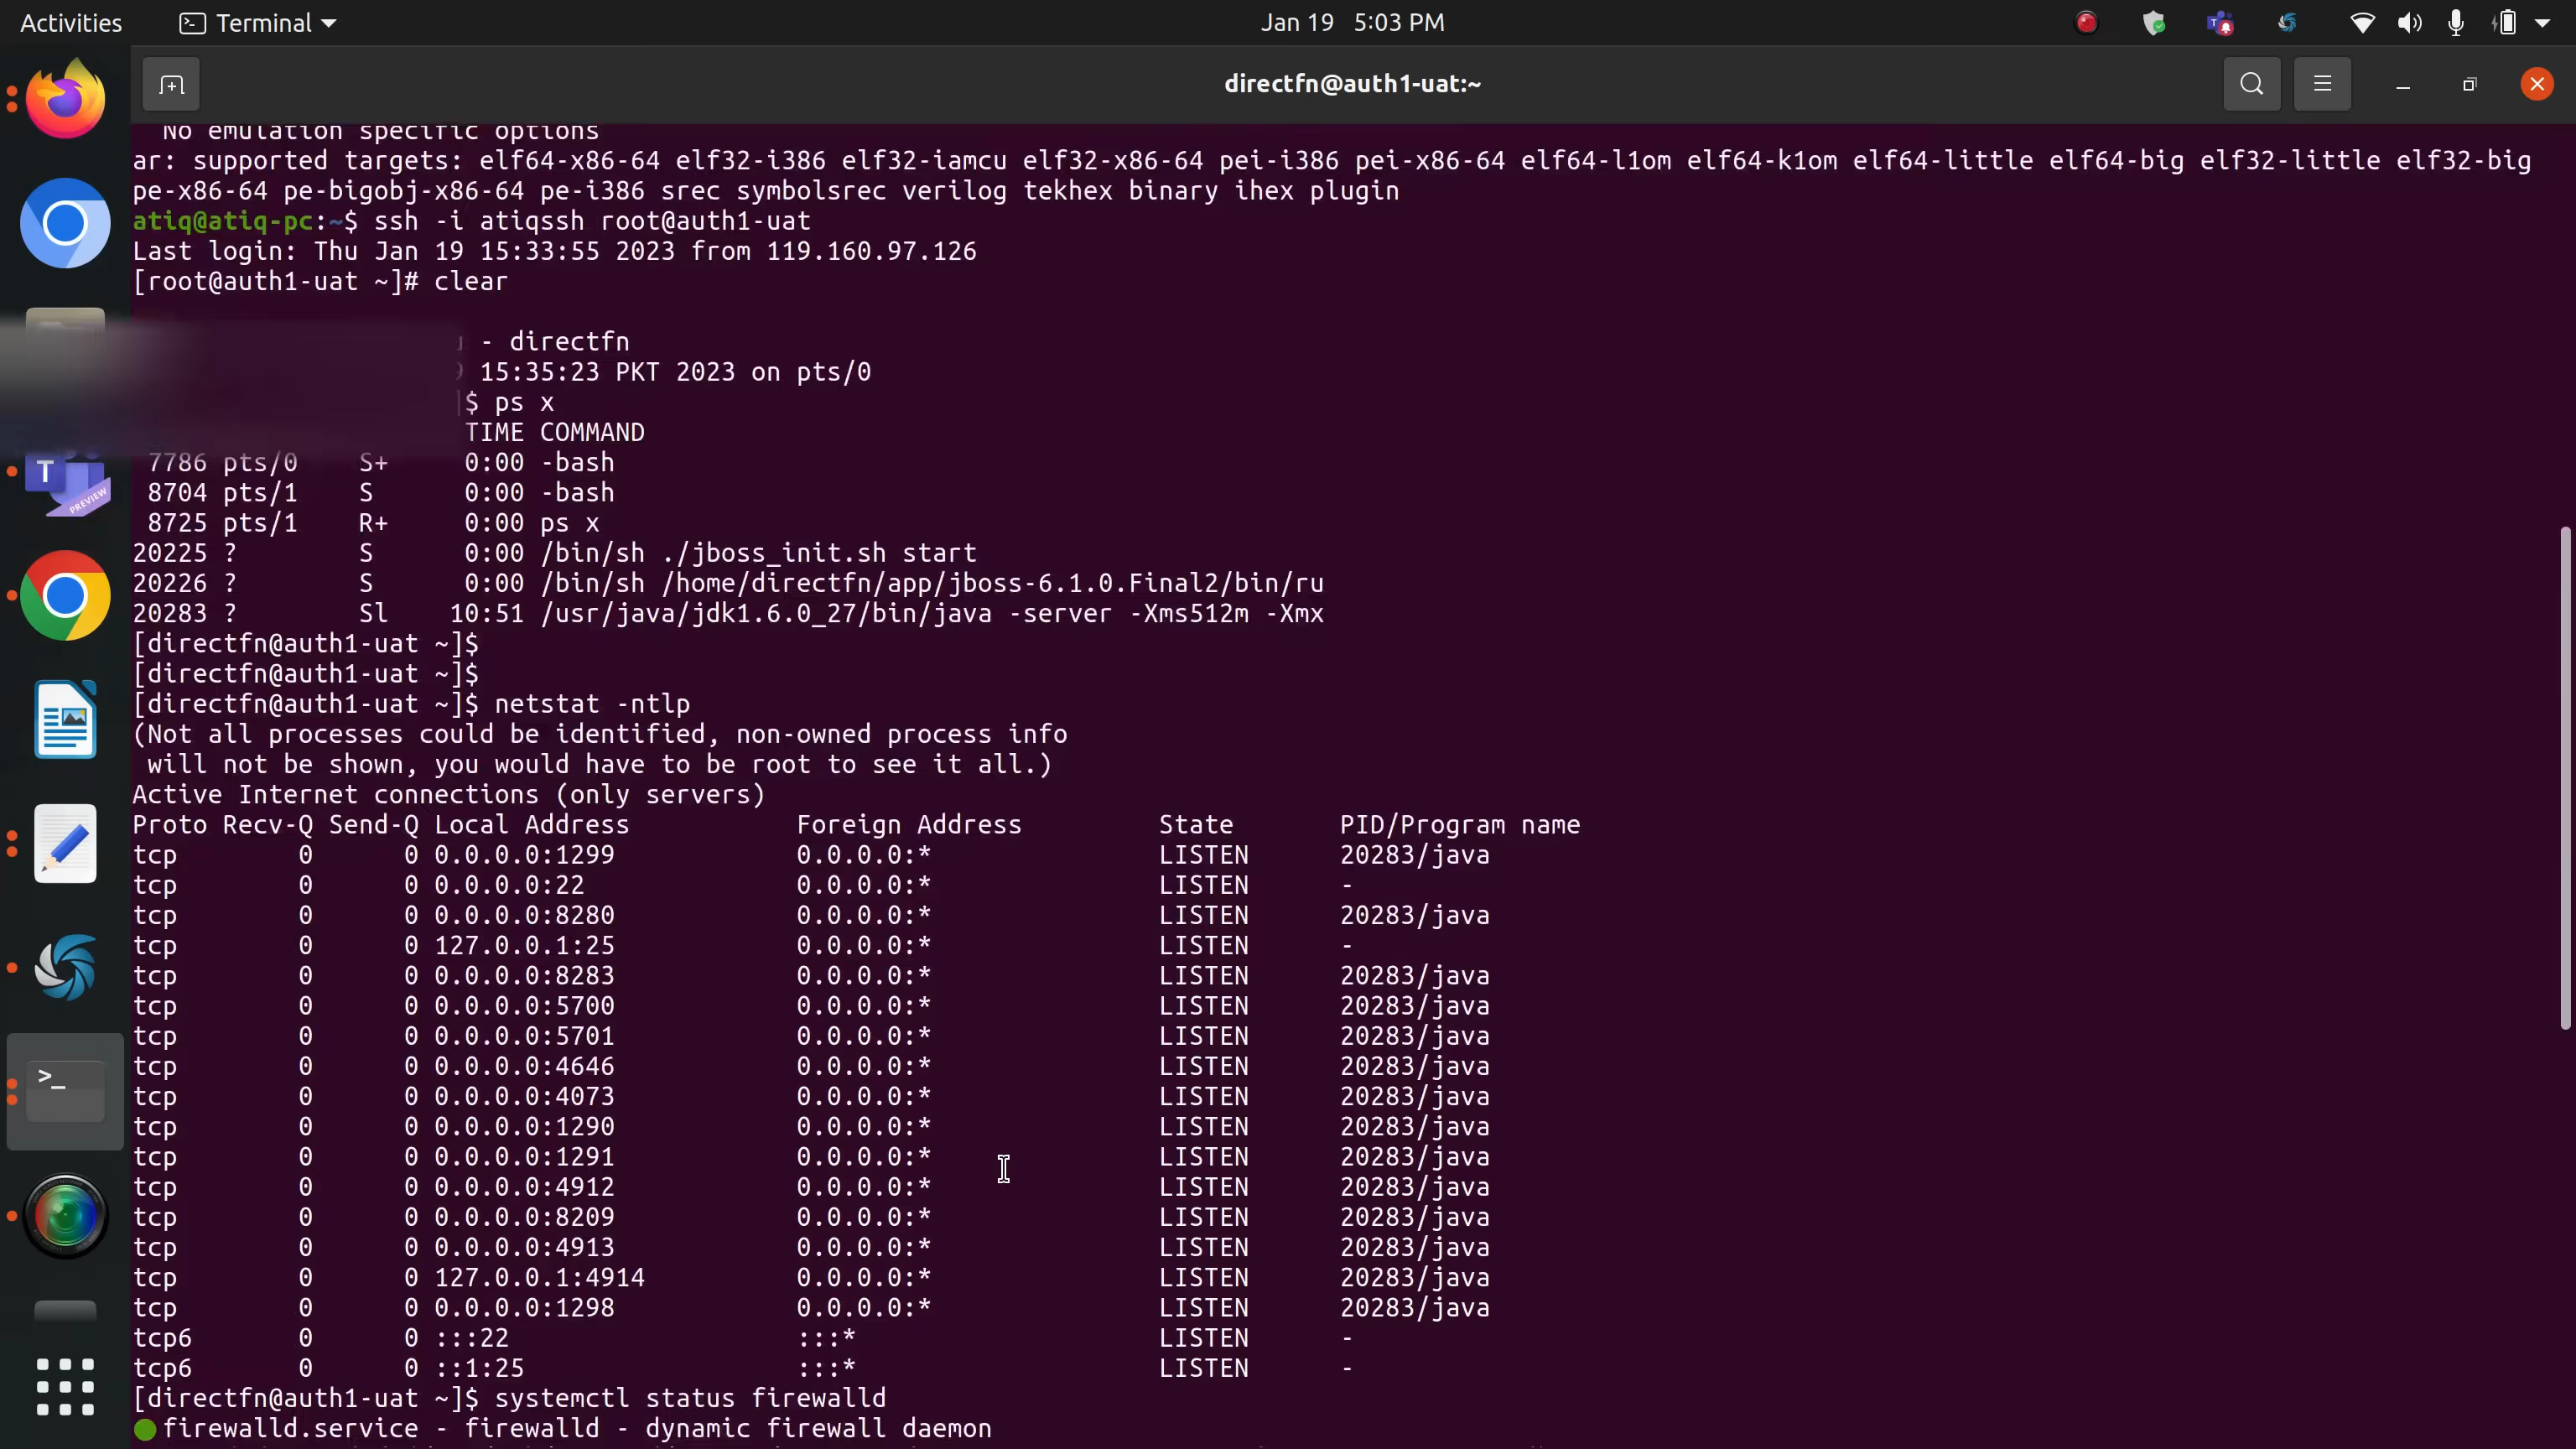 Activities Terminal Jan 19 5:03 PM
directfn@auth1-uat:~
No emulation specific options
ar: supported targets: elf64-x86-64 elf32-i386 elf32-iamcu elf32-x86-64 pei-i386 pei-x86-64 elf64-l1om elf64-k1om elf64-little elf64-big elf32-little elf32-big
pe-x86-64 pe-bigobj-x86-64 pe-i386 srec symbolsrec verilog tekhex binary ihex plugin
atiq@atiq-pc:~$ ssh -i atiqssh root@auth1-uat
Last login: Thu Jan 19 15:33:55 2023 from 119.160.97.126
[root@auth1-uat ~]# clear
- directfn
15:35:23 PKT 2023 on pts/0
]$ ps x
TIME COMMAND
7786 pts/0 S+ 0:00 -bash
8704 pts/1 S 0:00 -bash
8725 pts/1 R+ 0:00 ps x
20225 ? S 0:00 /bin/sh ./jboss_init.sh start
20226 ? S 0:00 /bin/sh /home/directfn/app/jboss-6.1.0.Final2/bin/ru
20283 ? Sl 10:51 /usr/java/jdk1.6.0_27/bin/java -server -Xms512m -Xmx
[directfn@auth1-uat ~]$
[directfn@auth1-uat ~]$
[directfn@auth1-uat ~]$ netstat -ntlp
(Not all processes could be identified, non-owned process info
will not be shown, you would have to be root to see it all.)
Active Internet connections (only servers)
Proto Recv-Q Send-Q Local Address Foreign Address State PID/Program name
tcp 0 0 0.0.0.0:1299 0.0.0.0:* LISTEN 20283/java
tcp 0 0 0.0.0.0:22 0.0.0.0:* LISTEN -
tcp 0 0 0.0.0.0:8280 0.0.0.0:* LISTEN 20283/java
tcp 0 0 127.0.0.1:25 0.0.0.0:* LISTEN -
tcp 0 0 0.0.0.0:8283 0.0.0.0:* LISTEN 20283/java
tcp 0 0 0.0.0.0:5700 0.0.0.0:* LISTEN 20283/java
tcp 0 0 0.0.0.0:5701 0.0.0.0:* LISTEN 20283/java
tcp 0 0 0.0.0.0:4646 0.0.0.0:* LISTEN 20283/java
tcp 0 0 0.0.0.0:4073 0.0.0.0:* LISTEN 20283/java
tcp 0 0 0.0.0.0:1290 0.0.0.0:* LISTEN 20283/java
tcp 0 0 0.0.0.0:1291 0.0.0.0:* LISTEN 20283/java
tcp 0 0 0.0.0.0:4912 0.0.0.0:* LISTEN 20283/java
tcp 0 0 0.0.0.0:8209 0.0.0.0:* LISTEN 20283/java
tcp 0 0 0.0.0.0:4913 0.0.0.0:* LISTEN 20283/java
tcp 0 0 127.0.0.1:4914 0.0.0.0:* LISTEN 20283/java
tcp 0 0 0.0.0.0:1298 0.0.0.0:* LISTEN 20283/java
tcp6 0 0 :::22 :::* LISTEN -
tcp6 0 0 ::1:25 :::* LISTEN -
[directfn@auth1-uat ~]$ systemctl status firewalld
firewalld.service - firewalld - dynamic firewall daemon
T
PREVIEW